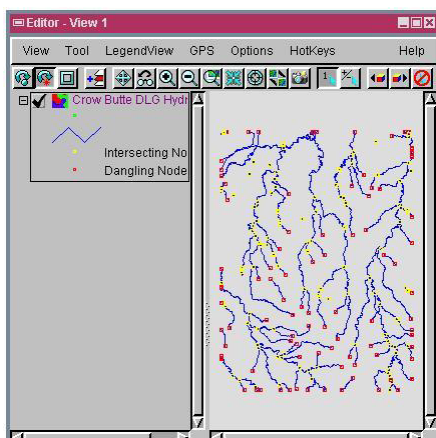 Editor - View 1
View Tool LegendView GPS Options HotKeys Help
Crow Butte DLG Hydr
Intersecting No
Dangling Node